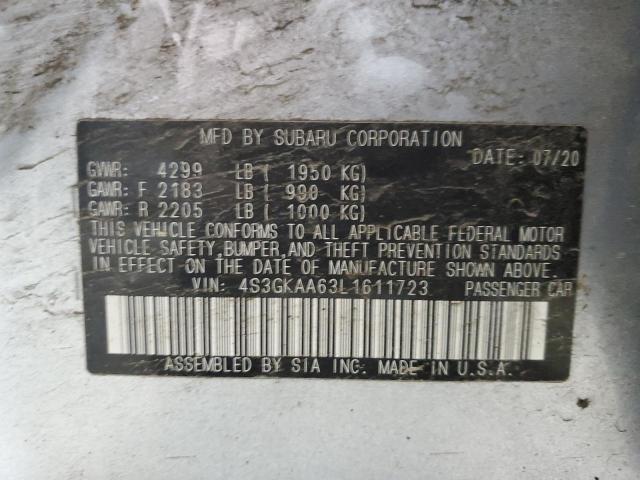 MFD BY SUBARU CORPORATION
DATE: 07/20
GVWR: 4299 LB ( 1950 KG)
GAWR: F 2183 LB ( 990 KG)
GAWR: R 2205 LB ( 1000 KG)
THIS VEHICLE CONFORMS TO ALL APPLICABLE FEDERAL MOTOR
VEHICLE SAFETY, BUMPER, AND THEFT PREVENTION STANDARDS
IN EFFECT ON THE DATE OF MANUFACTURE SHOWN ABOVE.
VIN: 4S3GKAA63L1611723 PASSENGER CAR
ASSEMBLED BY SIA INC. MADE IN U.S.A.